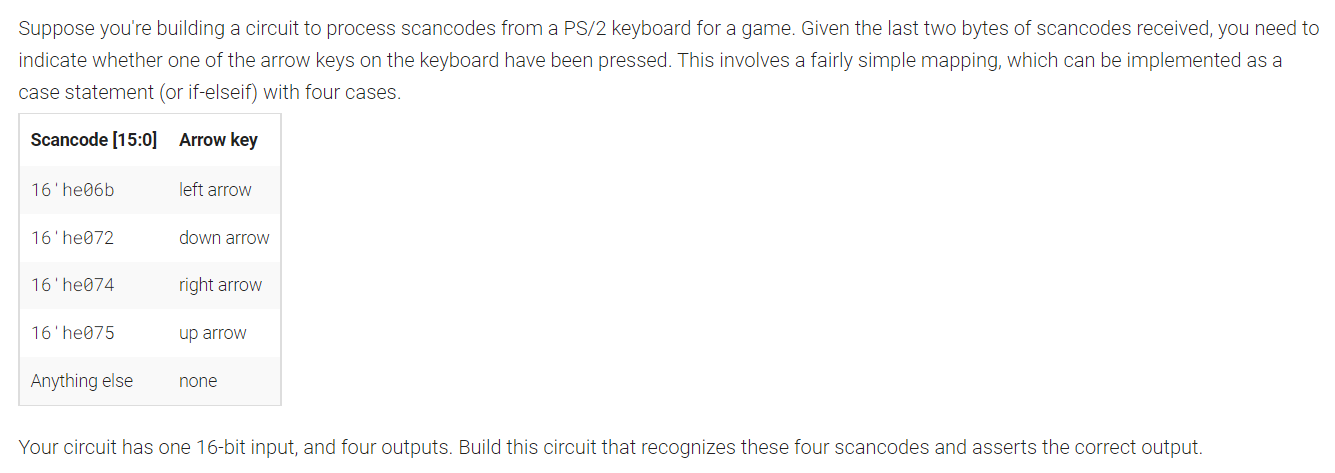 Suppose you're building a circuit to process scancodes from a PS/2 keyboard for a game. Given the last two bytes of scancodes received, you need to
indicate whether one of the arrow keys on the keyboard have been pressed. This involves a fairly simple mapping, which can be implemented as a
case statement (or if-elseif) with four cases.
Scancode [15:0] Arrow key
16'he06b left arrow
16'he072 down arrow
16'he074 right arrow
16'he075 up arrow
Anything else none
Your circuit has one 16-bit input, and four outputs. Build this circuit that recognizes these four scancodes and asserts the correct output.